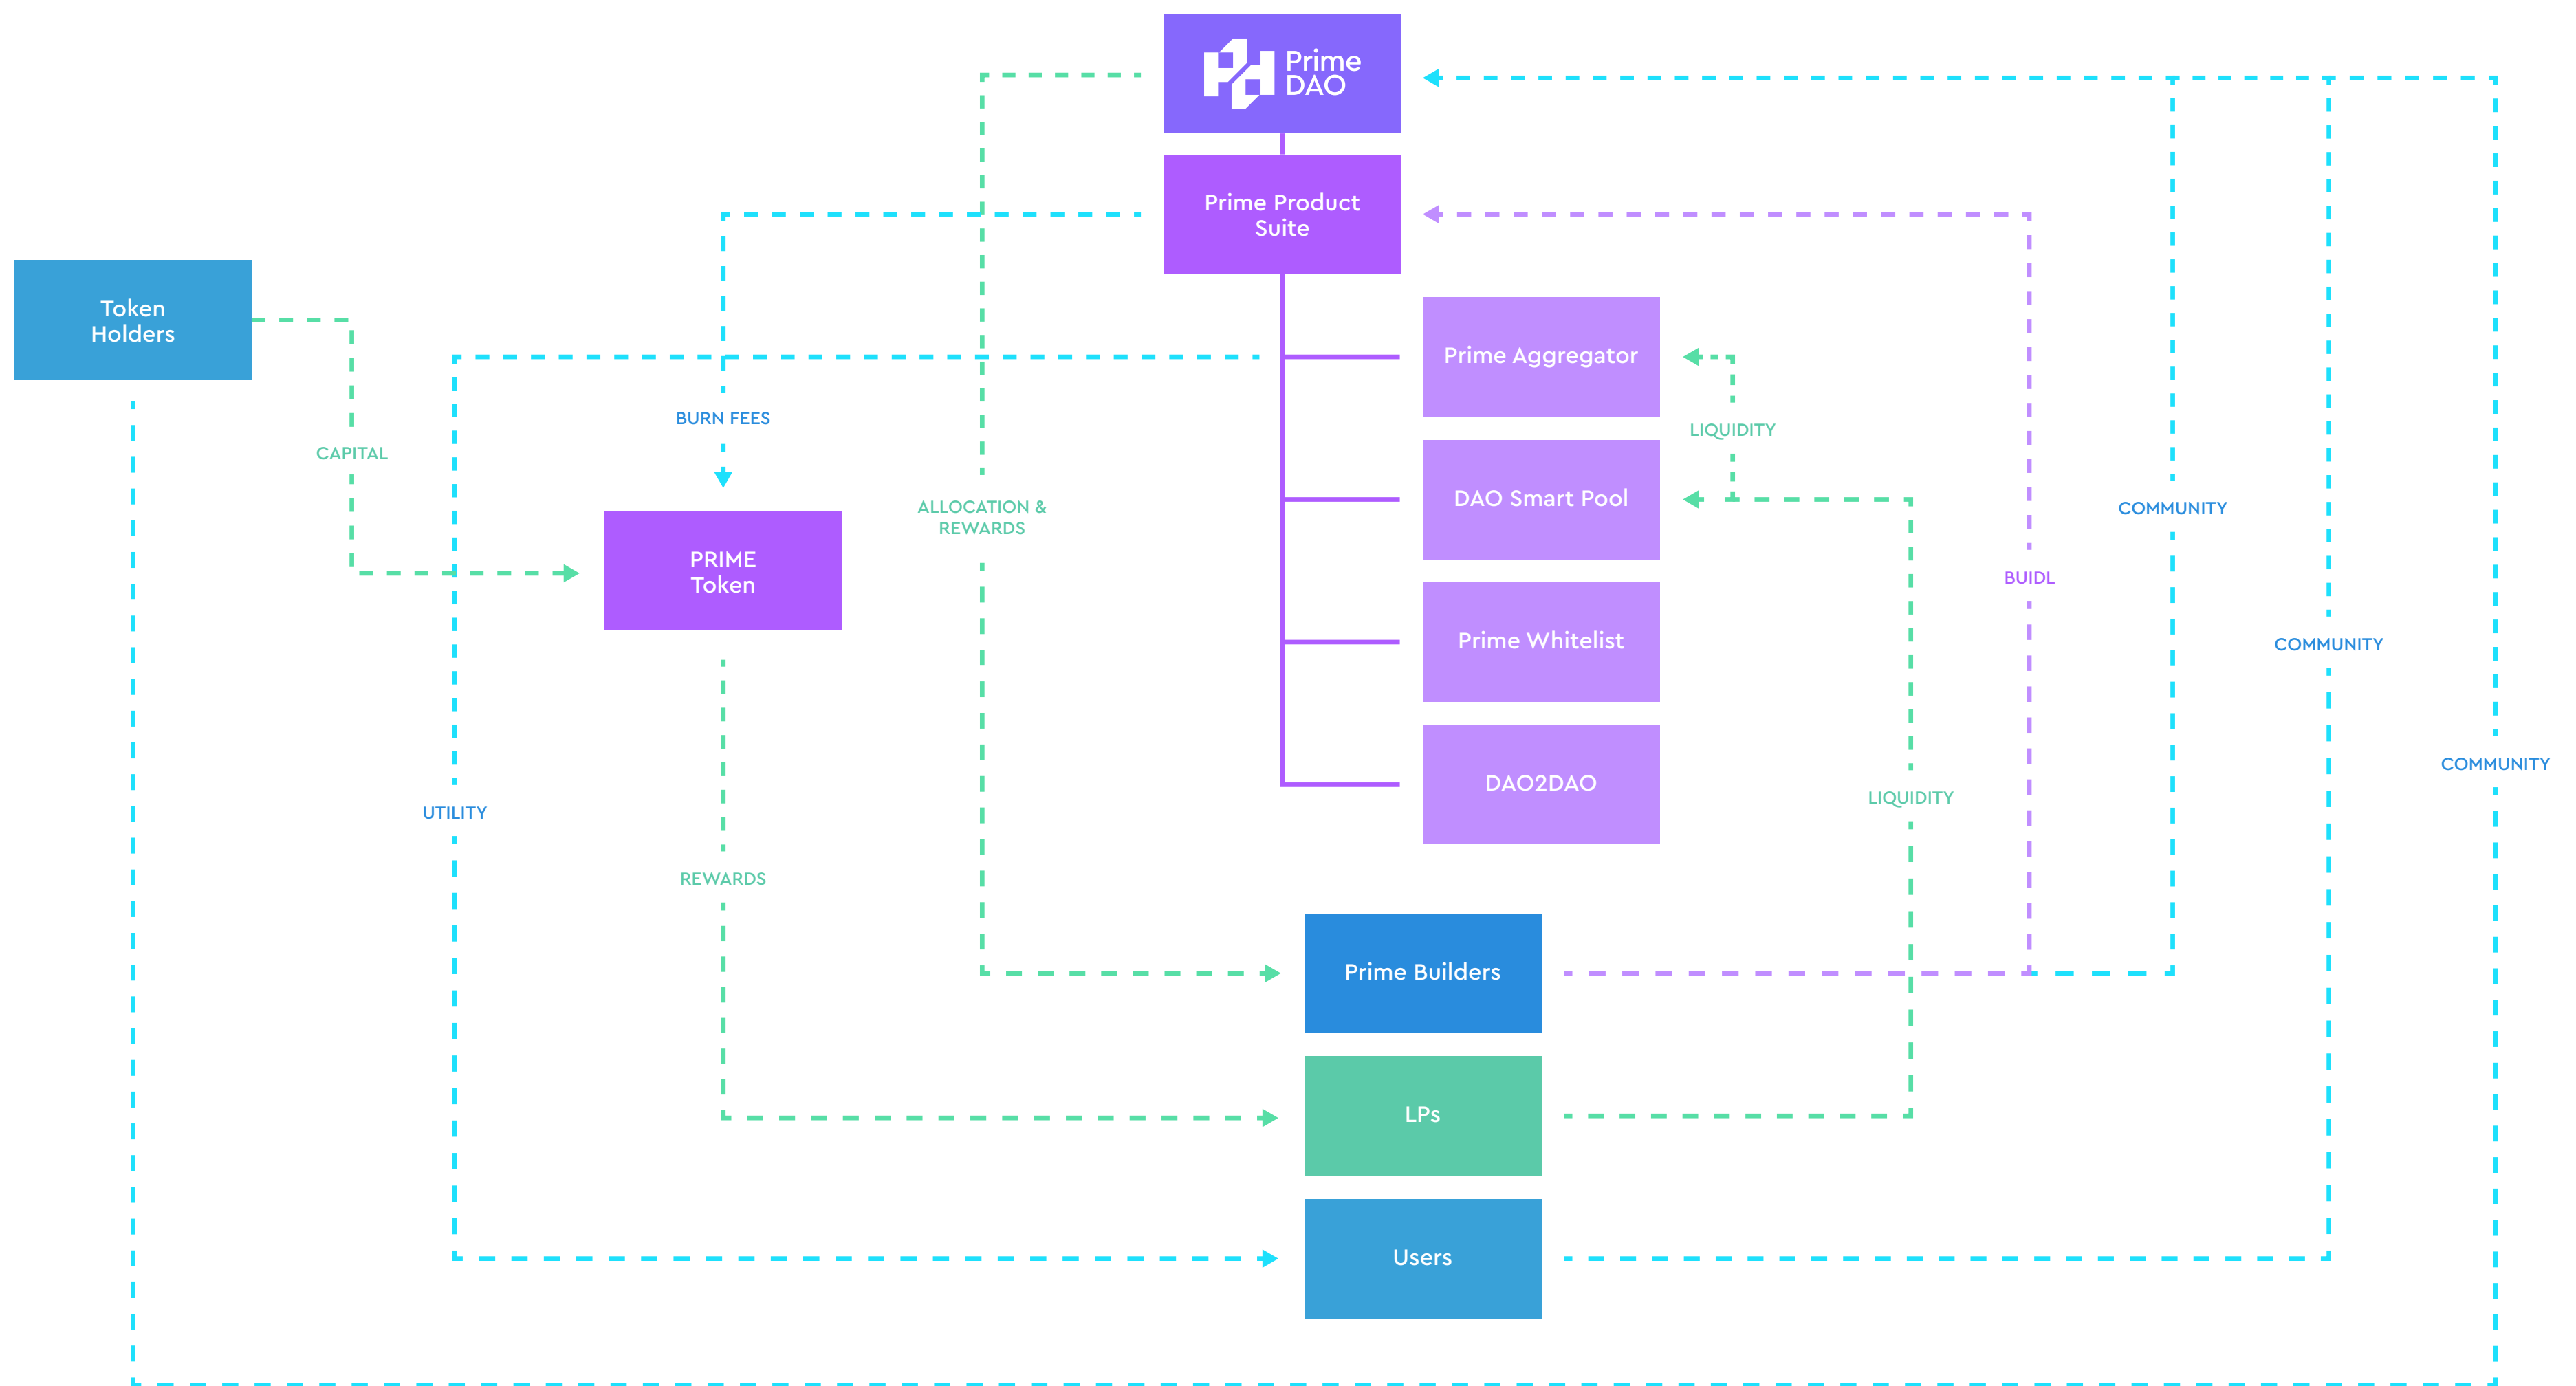 Prime
DAO
Prime Product
Suite
Token
Holders
Prime Aggregator
BURN FEES
LIQUIDITY
CAPITAL
DAO Smart Pool
ALLOCATION &
REWARDS
COMMUNITY
PRIME
Token
BUIDL
Prime Whitelist
COMMUNITY
COMMUNITY
DAO2DAO
LIQUIDITY
UTILITY
REWARDS
Prime Builders
LPs
Users